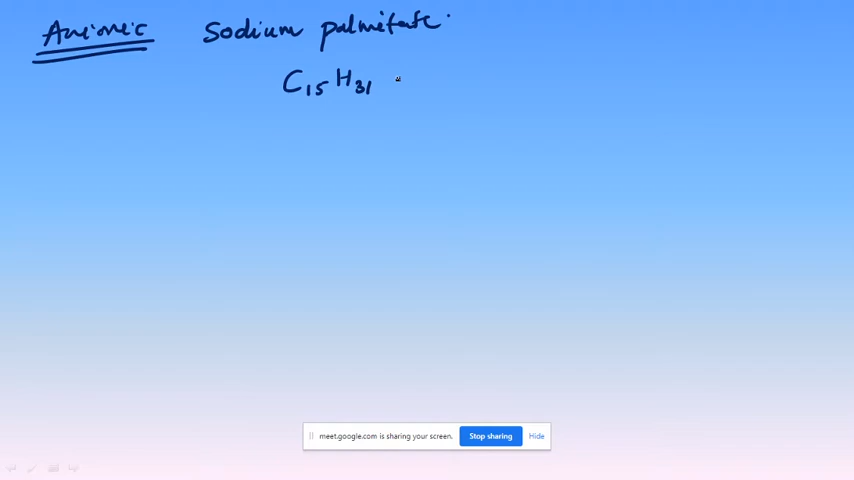 Anionic Sodium palmitate.
C15H31
meet.google.com is sharing your screen. Stop sharing Hide